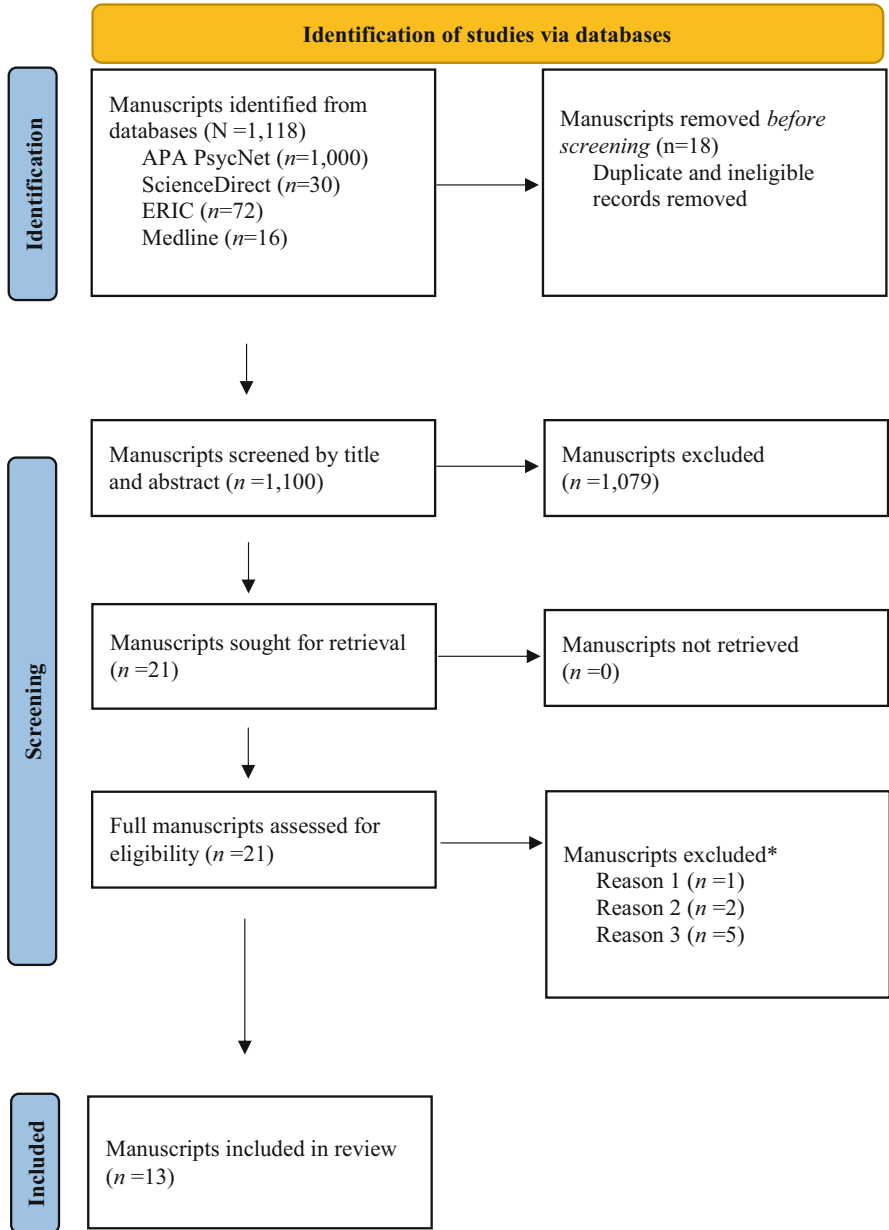 Identification of studies via databases
Identification
Manuscripts identified from
databases (N =1,118)
APA PsycNet (n=1,000)
ScienceDirect (n=30)
ERIC (n=72)
Medline (n=16)
Manuscripts removed before
screening (n=18)
Duplicate and ineligible
records removed
Screening
Manuscripts screened by title
and abstract (n =1,100)
Manuscripts excluded
(n =1,079)
Manuscripts sought for retrieval
(n =21)
Manuscripts not retrieved
(n =0)
Full manuscripts assessed for
eligibility (n =21)
Manuscripts excluded*
Reason 1 (n =1)
Reason 2 (n =2)
Reason 3 (n =5)
Included
Manuscripts included in review
(n =13)